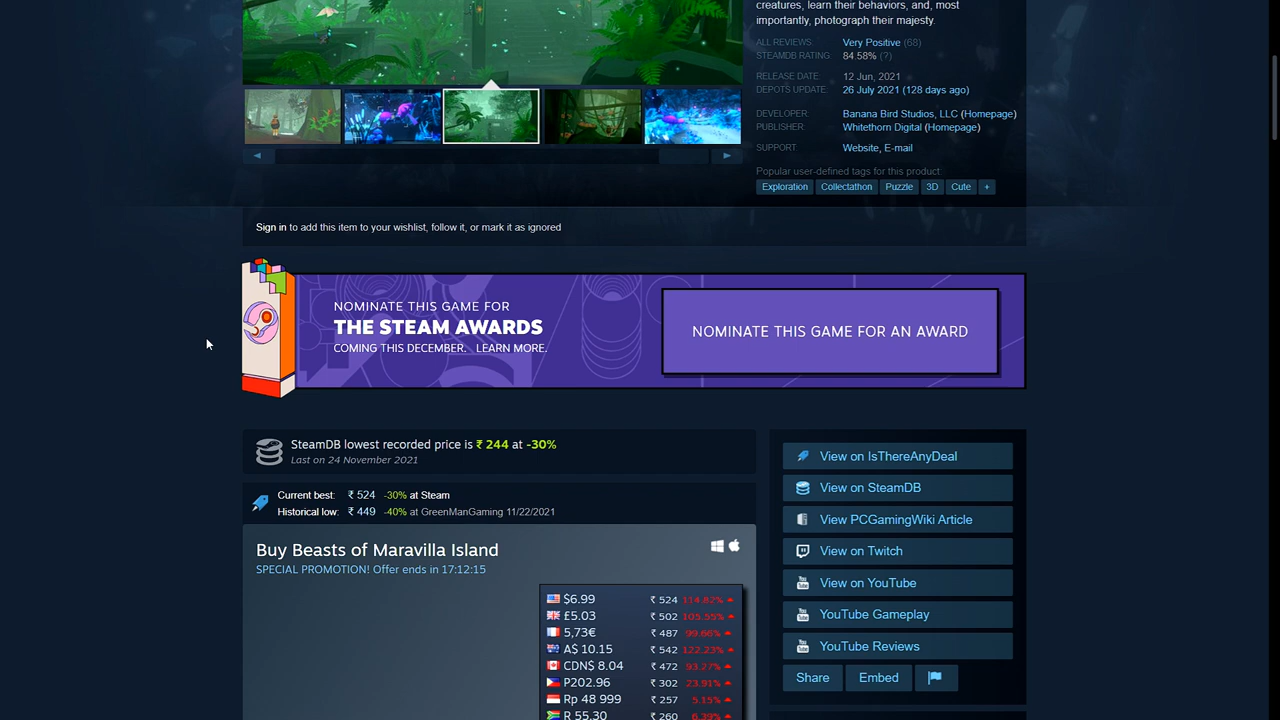 creatures, learn their behaviors, and, most
importantly, photograph their majesty.
ALL REVIEWS: Very Positive (68)
STEAMDB RATING: 84.58% (?)
RELEASE DATE: 12 Jun, 2021
DEPOTS UPDATE: 26 July 2021 (128 days ago)
DEVELOPER: Banana Bird Studios, LLC (Homepage)
PUBLISHER: Whitethorn Digital (Homepage)
SUPPORT Website, E-mail
Popular user-defined tags for this product:
Exploration Collectathon Puzzle 3D Cute +
Sign in to add this item to your wishlist, follow it, or mark it as ignored
NOMINATE THIS GAME FOR
THE STEAM AWARDS
COMING THIS DECEMBER. LEARN MORE.
NOMINATE THIS GAME FOR AN AWARD
SteamDB lowest recorded price is ₹ 244 at -30%
Last on 24 November 2021
Current best: ₹ 524 -30% at Steam
Historical low: ₹ 449 -40% at GreenManGaming 11/22/2021
Buy Beasts of Maravilla Island
SPECIAL PROMOTION! Offer ends in 17:12:15
$6.99 ₹ 524 114.82%
£5.03 ₹ 502 105.55%
5,73€ ₹ 487 99.66%
A$ 10.15 ₹ 542 122.23%
CDN$ 8.04 ₹ 472 93.27%
P202.96 ₹ 302 23.91%
Rp 48 999 ₹ 257 5.15%
R 55.30 ₹ 260 6.39%
View on IsThereAnyDeal
View on SteamDB
View PCGamingWiki Article
View on Twitch
View on YouTube
YouTube Gameplay
YouTube Reviews
Share Embed